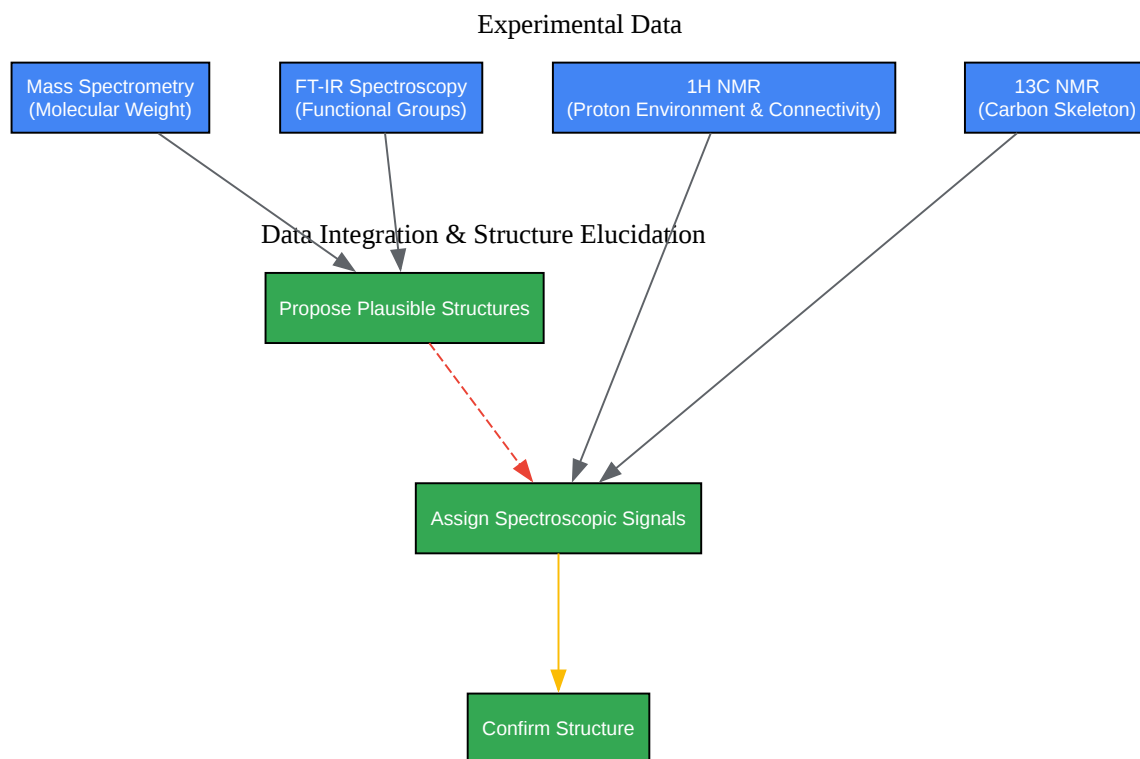 Experimental Data
Mass Spectrometry
(Molecular Weight)
FT-IR Spectroscopy
(Functional Groups)
1H NMR
(Proton Environment & Connectivity)
13C NMR
(Carbon Skeleton)
Data Integration & Structure Elucidation
Propose Plausible Structures
Assign Spectroscopic Signals
Confirm Structure